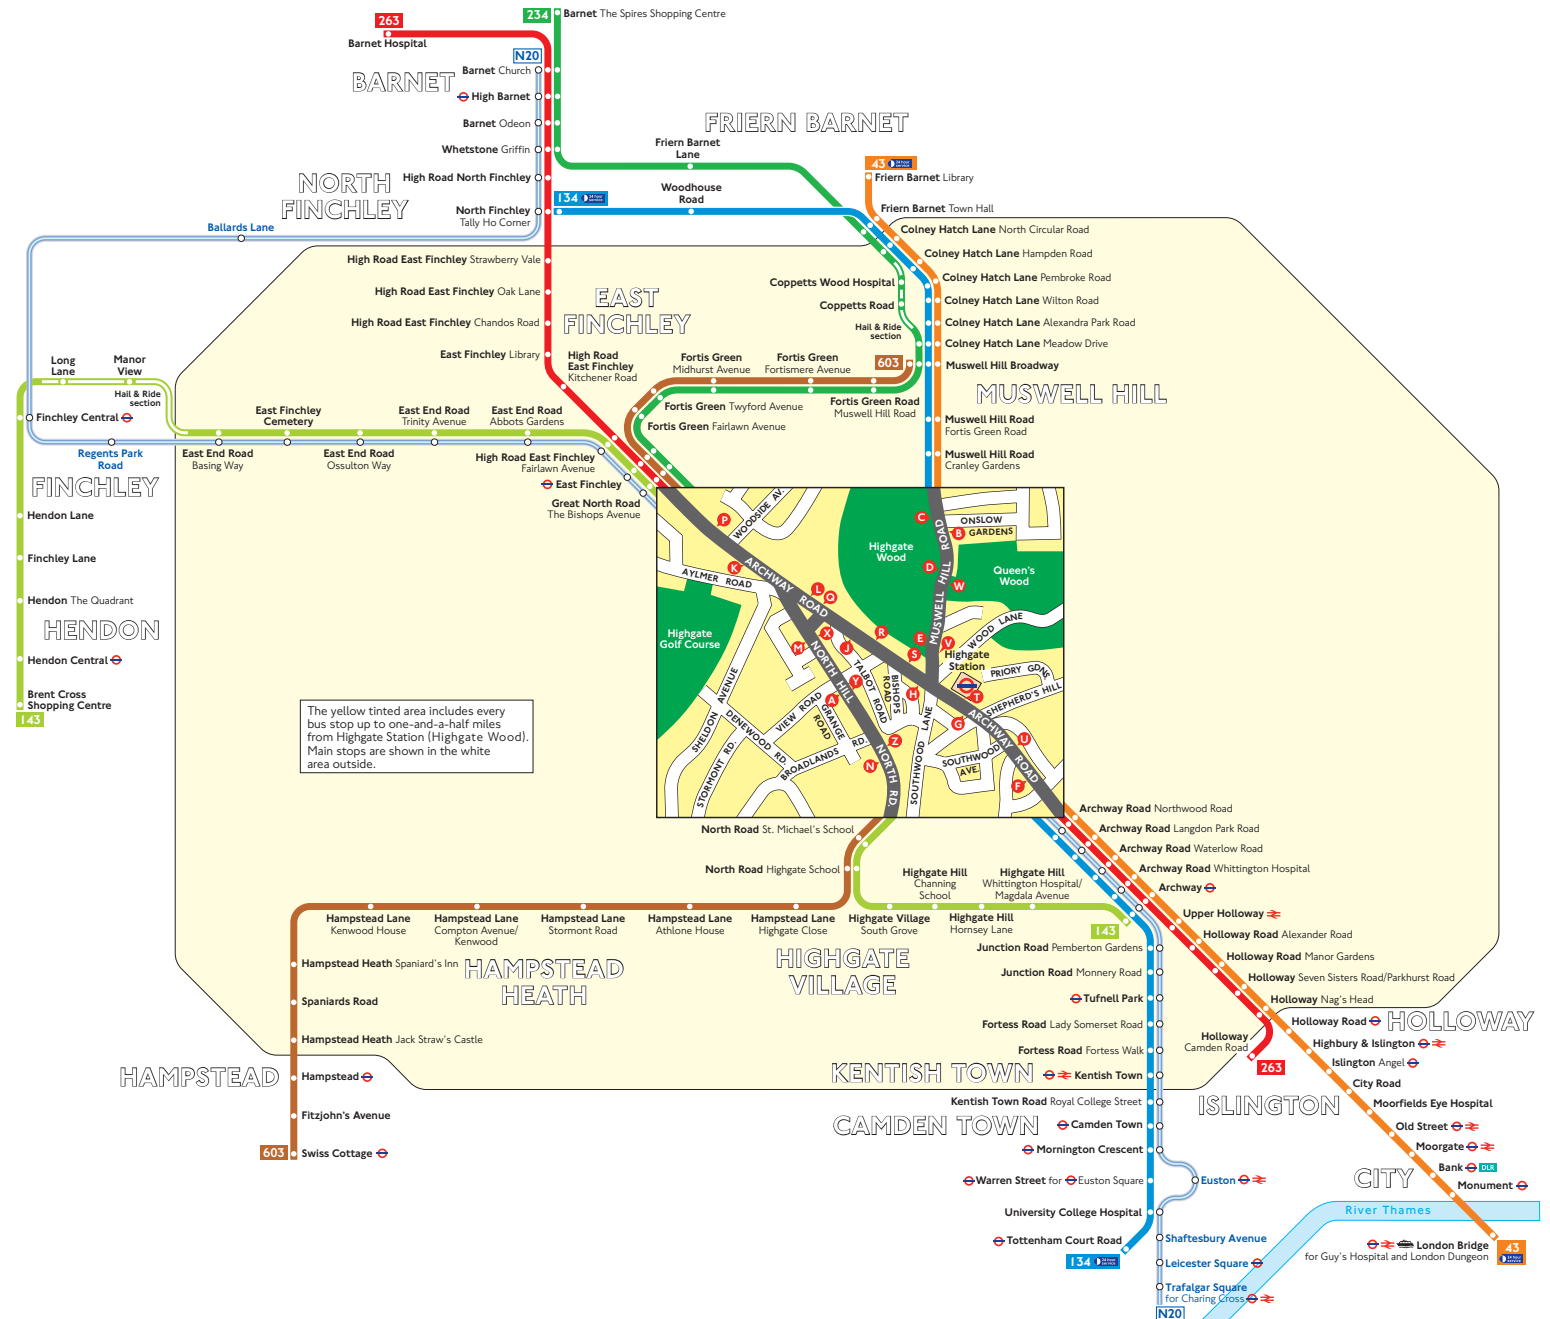 234
Barnet The Spires Shopping Centre
263
Barnet Hospital
N20
BARNET
Barnet Church
High Barnet
Barnet Odeon
Whetstone Griffin
FRIERN BARNET
Friern Barnet
Lane
43 24 hour service
Friern Barnet Library
NORTH
FINCHLEY
High Road North Finchley
134 24 hour service
Woodhouse
Road
North Finchley
Tally Ho Corner
Friern Barnet Town Hall
Ballards Lane
Colney Hatch Lane North Circular Road
High Road East Finchley Strawberry Vale
Colney Hatch Lane Hampden Road
High Road East Finchley Oak Lane
Coppetts Wood Hospital
Colney Hatch Lane Pembroke Road
EAST
FINCHLEY
Coppetts Road
Colney Hatch Lane Wilton Road
High Road East Finchley Chandos Road
Hail & Ride
section
Colney Hatch Lane Alexandra Park Road
Colney Hatch Lane Meadow Drive
East Finchley Library
High Road
East Finchley
Kitchener Road
Fortis Green
Midhurst Avenue
Fortis Green
Fortismere Avenue
603
Muswell Hill Broadway
MUSWELL HILL
Long
Lane
Manor
View
Hail & Ride
section
Finchley Central
East Finchley
Cemetery
East End Road
Trinity Avenue
East End Road
Abbots Gardens
Fortis Green Twyford Avenue
Fortis Green Road
Muswell Hill Road
Fortis Green Fairlawn Avenue
Muswell Hill Road
Fortis Green Road
Regents Park
Road
East End Road
Basing Way
East End Road
Ossulton Way
High Road East Finchley
Fairlawn Avenue
Muswell Hill Road
Cranley Gardens
FINCHLEY
East Finchley
Great North Road
The Bishops Avenue
Hendon Lane
Finchley Lane
Hendon The Quadrant
HENDON
Hendon Central
Brent Cross
Shopping Centre
143
P
WOODSIDE AV.
C
ONSLOW
GARDENS
B
Highgate
Wood
MUSWELL HILL ROAD
D
Queen's
Wood
W
K
ARCHWAY ROAD
AYLMER ROAD
L
Q
Highgate
Golf Course
X
R
E
V
WOOD LANE
M
J
S
Highgate
Station
NORTH HILL
TALBOT ROAD
BISHOPS
ROAD
PRIORY GDNS
Y
H
T
SHEPHERD'S HILL
A
SHELDON AVENUE
VIEW ROAD
GRANGE
ROAD
G
ARCHWAY ROAD
DENEWOOD RD.
Z
U
BROADLANDS RD.
STORMONT RD.
N
NORTH RD.
SOUTHWOOD LANE
SOUTHWOOD
AVE.
F
The yellow tinted area includes every
bus stop up to one-and-a-half miles
from Highgate Station (Highgate Wood).
Main stops are shown in the white
area outside.
North Road St. Michael's School
North Road Highgate School
Archway Road Northwood Road
Archway Road Langdon Park Road
Archway Road Waterlow Road
Archway Road Whittington Hospital
Archway
Highgate Hill
Channing
School
Highgate Hill
Whittington Hospital/
Magdala Avenue
Upper Holloway
Hampstead Lane
Kenwood House
Hampstead Lane
Compton Avenue/
Kenwood
Hampstead Lane
Stormont Road
Hampstead Lane
Athlone House
Hampstead Lane
Highgate Close
Highgate Village
South Grove
Highgate Hill
Hornsey Lane
143
Holloway Road Alexander Road
Junction Road Pemberton Gardens
Holloway Road Manor Gardens
Hampstead Heath Spaniard's Inn
HAMPSTEAD
HEATH
HIGHGATE
VILLAGE
Junction Road Monnery Road
Holloway Seven Sisters Road/Parkhurst Road
Spaniards Road
Tufnell Park
Holloway Nag's Head
Fortess Road Lady Somerset Road
Holloway Road
HOLLOWAY
Hampstead Heath Jack Straw's Castle
Holloway
Camden Road
Highbury & Islington
Fortess Road Fortess Walk
263
Islington Angel
HAMPSTEAD
Hampstead
KENTISH TOWN
Kentish Town
City Road
Kentish Town Road Royal College Street
ISLINGTON
Moorfields Eye Hospital
Fitzjohn's Avenue
CAMDEN TOWN
Camden Town
Old Street
Mornington Crescent
Moorgate
603
Swiss Cottage
Bank DLR
CITY
Warren Street for Euston Square
Euston
Monument
University College Hospital
River Thames
Tottenham Court Road
Shaftesbury Avenue
London Bridge
for Guy's Hospital and London Dungeon
43 24 hour service
134 24 hour service
Leicester Square
Trafalgar Square
for Charing Cross
N20